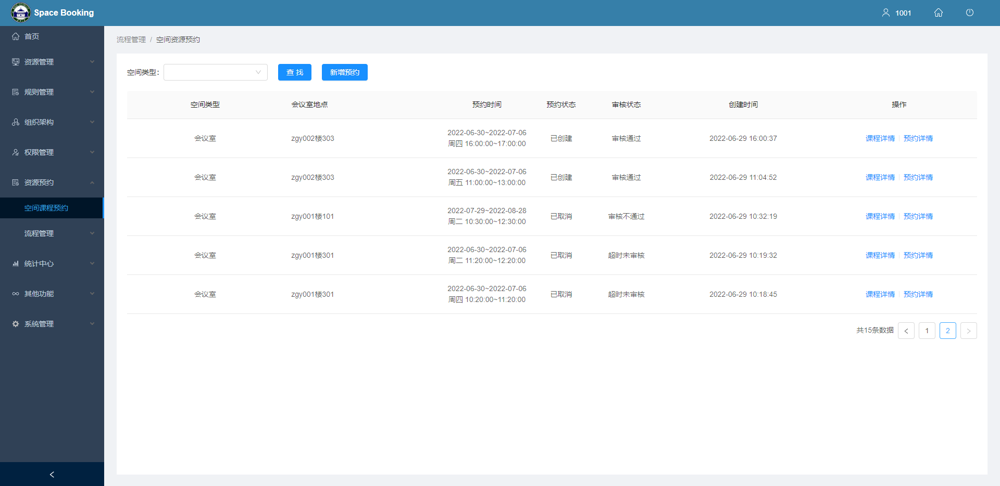 Space Booking
1001
首页
资源管理
规则管理
组织架构
权限管理
资源预约
空间课程预约
流程管理
统计中心
其他功能
系统管理
流程管理 / 空间资源预约
空间类型: 查 找 新增预约
空间类型 会议室地点 预约时间 预约状态 审核状态 创建时间 操作
会议室 zgy002楼303 2022-06-30~2022-07-06 已创建 审核通过 2022-06-29 16:00:37 课程详情 预约详情
周四 16:00:00~17:00:00
会议室 zgy002楼303 2022-06-30~2022-07-06 已创建 审核通过 2022-06-29 11:04:52 课程详情 预约详情
周五 11:00:00~13:00:00
会议室 zgy001楼101 2022-07-29~2022-08-28 已取消 审核不通过 2022-06-29 10:32:19 课程详情 预约详情
周二 10:30:00~12:30:00
会议室 zgy001楼301 2022-06-30~2022-07-06 已取消 超时未审核 2022-06-29 10:19:32 课程详情 预约详情
周二 11:20:00~12:20:00
会议室 zgy001楼301 2022-06-30~2022-07-06 已取消 超时未审核 2022-06-29 10:18:45 课程详情 预约详情
周四 10:20:00~11:20:00
共15条数据 < 1 2 >